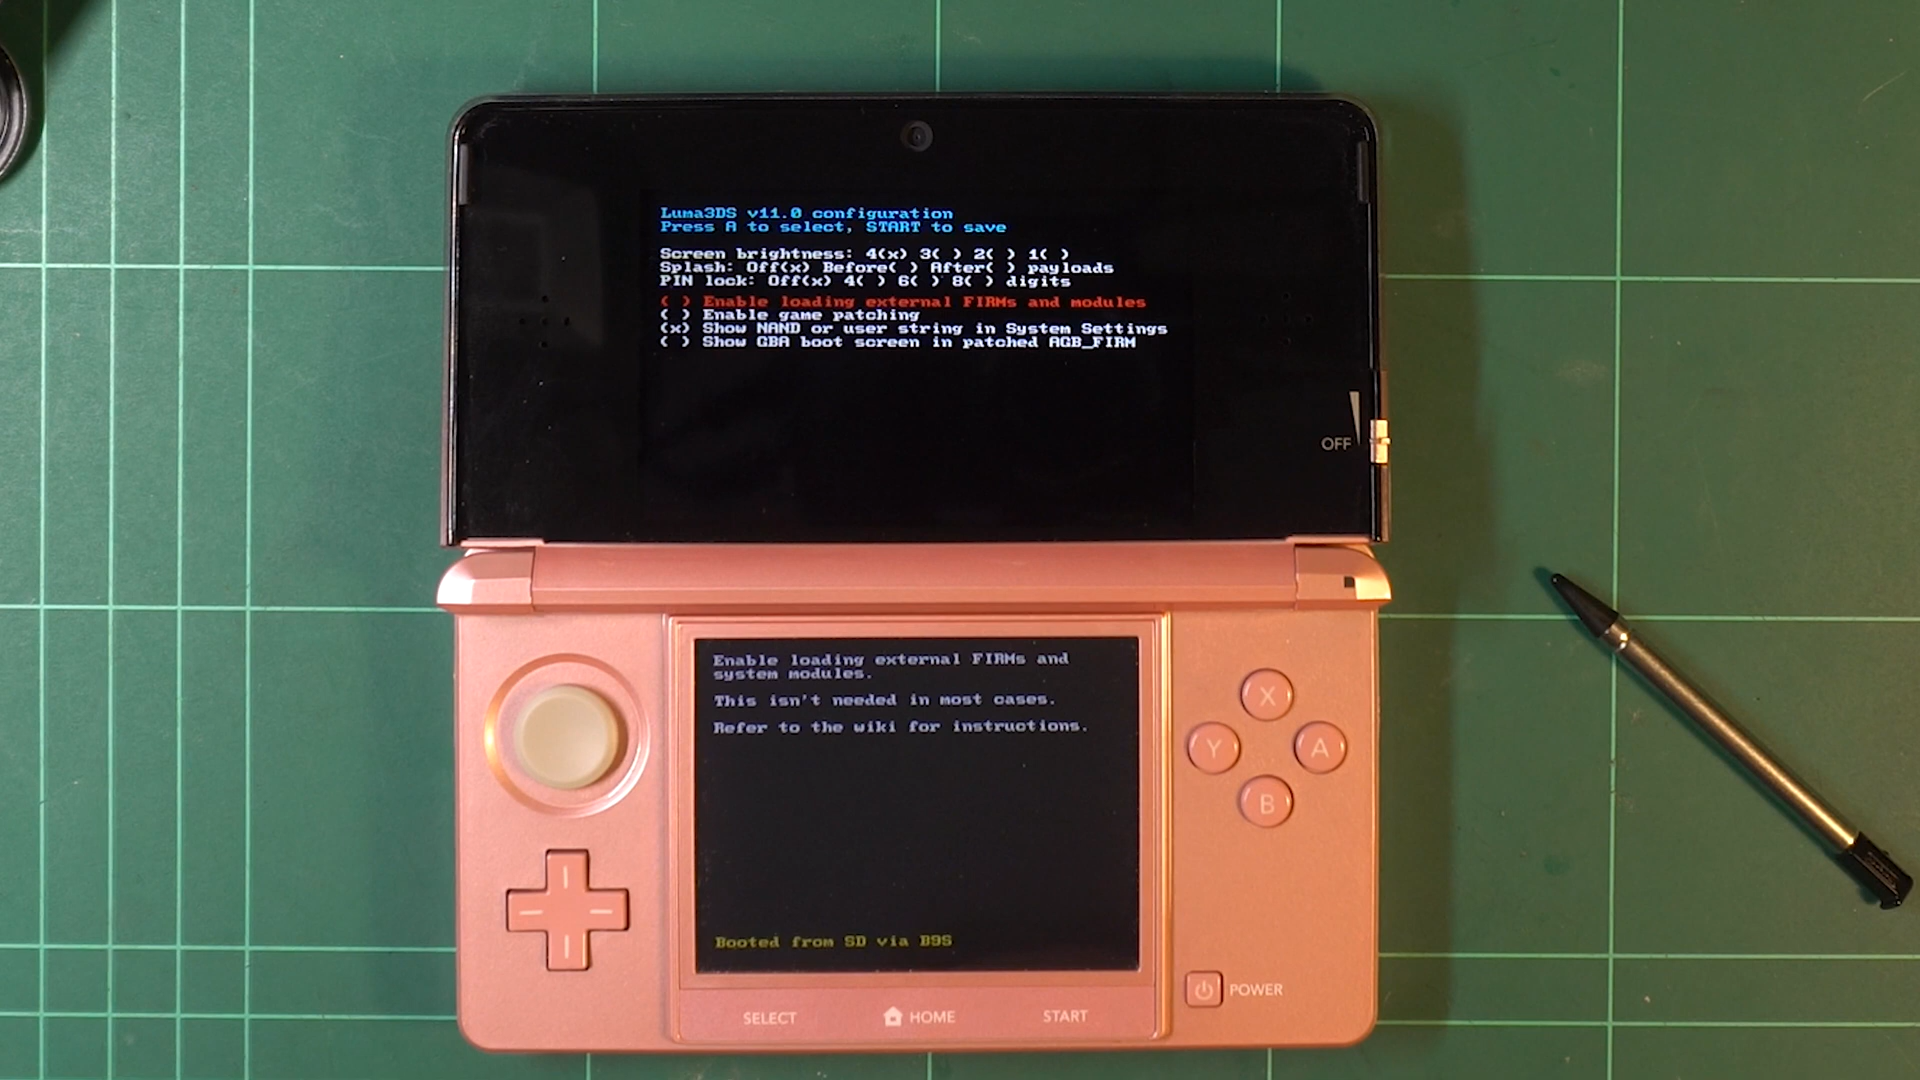 Luma3DS v11.0 configuration
Press A to select, START to save
Screen brightness: 4(x) 3( ) 2( ) 1( )
Splash: Off(x) Before( ) After( ) payloads
PIN lock: Off(x) 4( ) 6( ) 8( ) digits
( ) Enable loading external FIRMs and modules
( ) Enable game patching
(x) Show NAND or user string in System Settings
( ) Show GBA boot screen in patched AGB_FIRM
OFF
Enable loading external FIRMs and
system modules.
This isn't needed in most cases.
Refer to the wiki for instructions.
Booted from SD via B9S
X
Y
A
B
POWER
SELECT
HOME
START